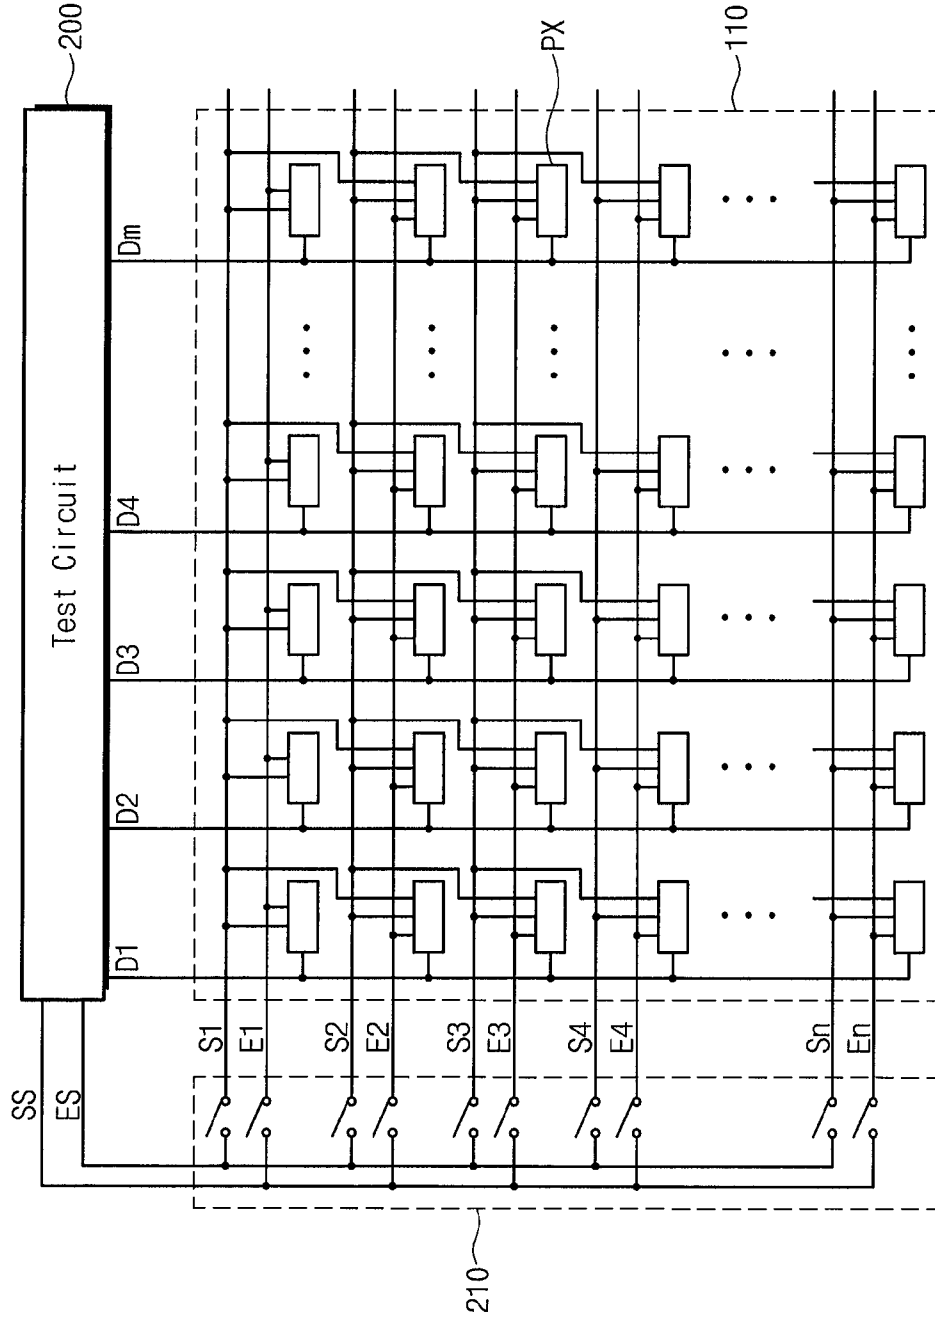 200
Test Circuit
SS
ES
D1
D2
D3
D4
Dm
PX
110
S1
E1
S2
E2
S3
E3
S4
E4
Sn
En
210